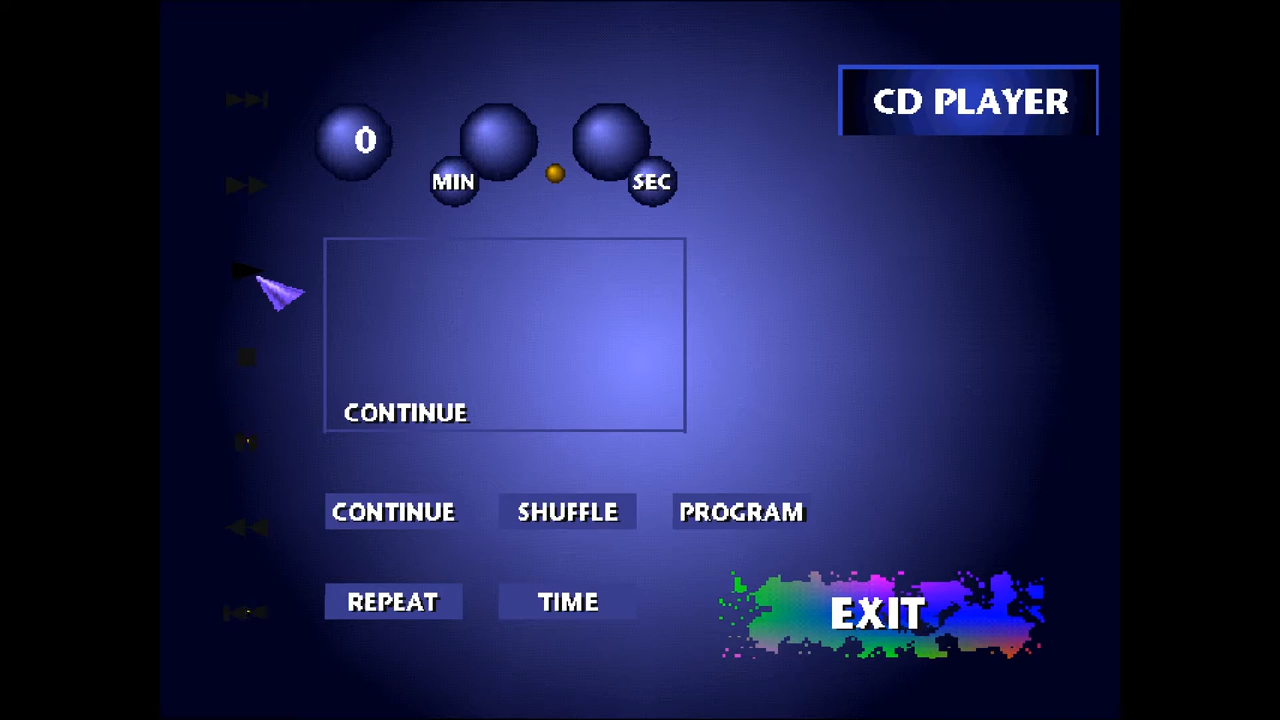 CD PLAYER
0
MIN
SEC
CONTINUE
CONTINUE SHUFFLE PROGRAM
REPEAT TIME
EXIT